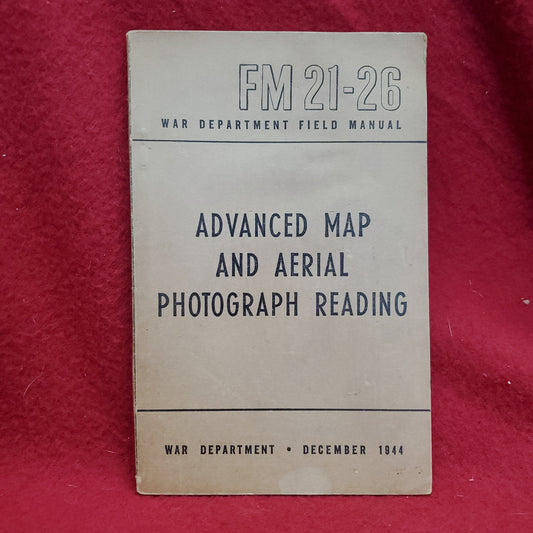 FM 21-26
WAR DEPARTMENT FIELD MANUAL
ADVANCED MAP
AND AERIAL
PHOTOGRAPH READING
WAR DEPARTMENT • DECEMBER 1944